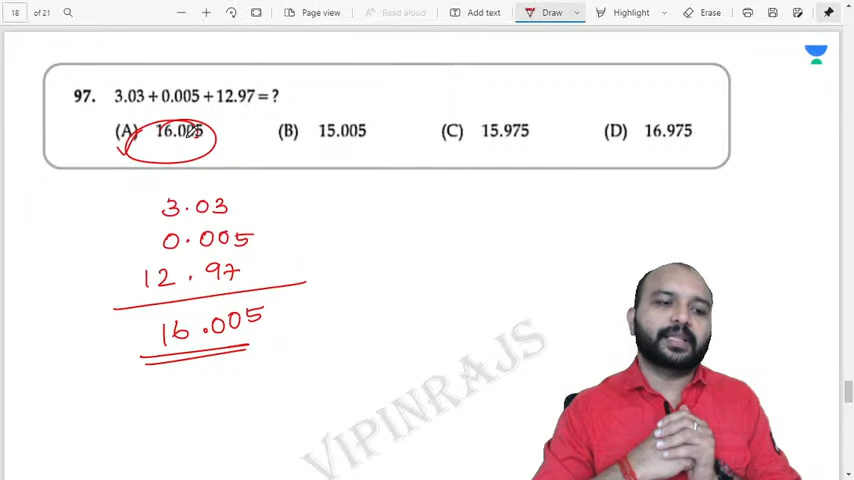 18 of 21 Page view Read aloud Add text Draw Highlight Erase
97. 3.03 + 0.005 + 12.97 = ?
(A) 16.005 (B) 15.005 (C) 15.975 (D) 16.975
3.03
0.005
12.97
16.005
VIPINRAJS